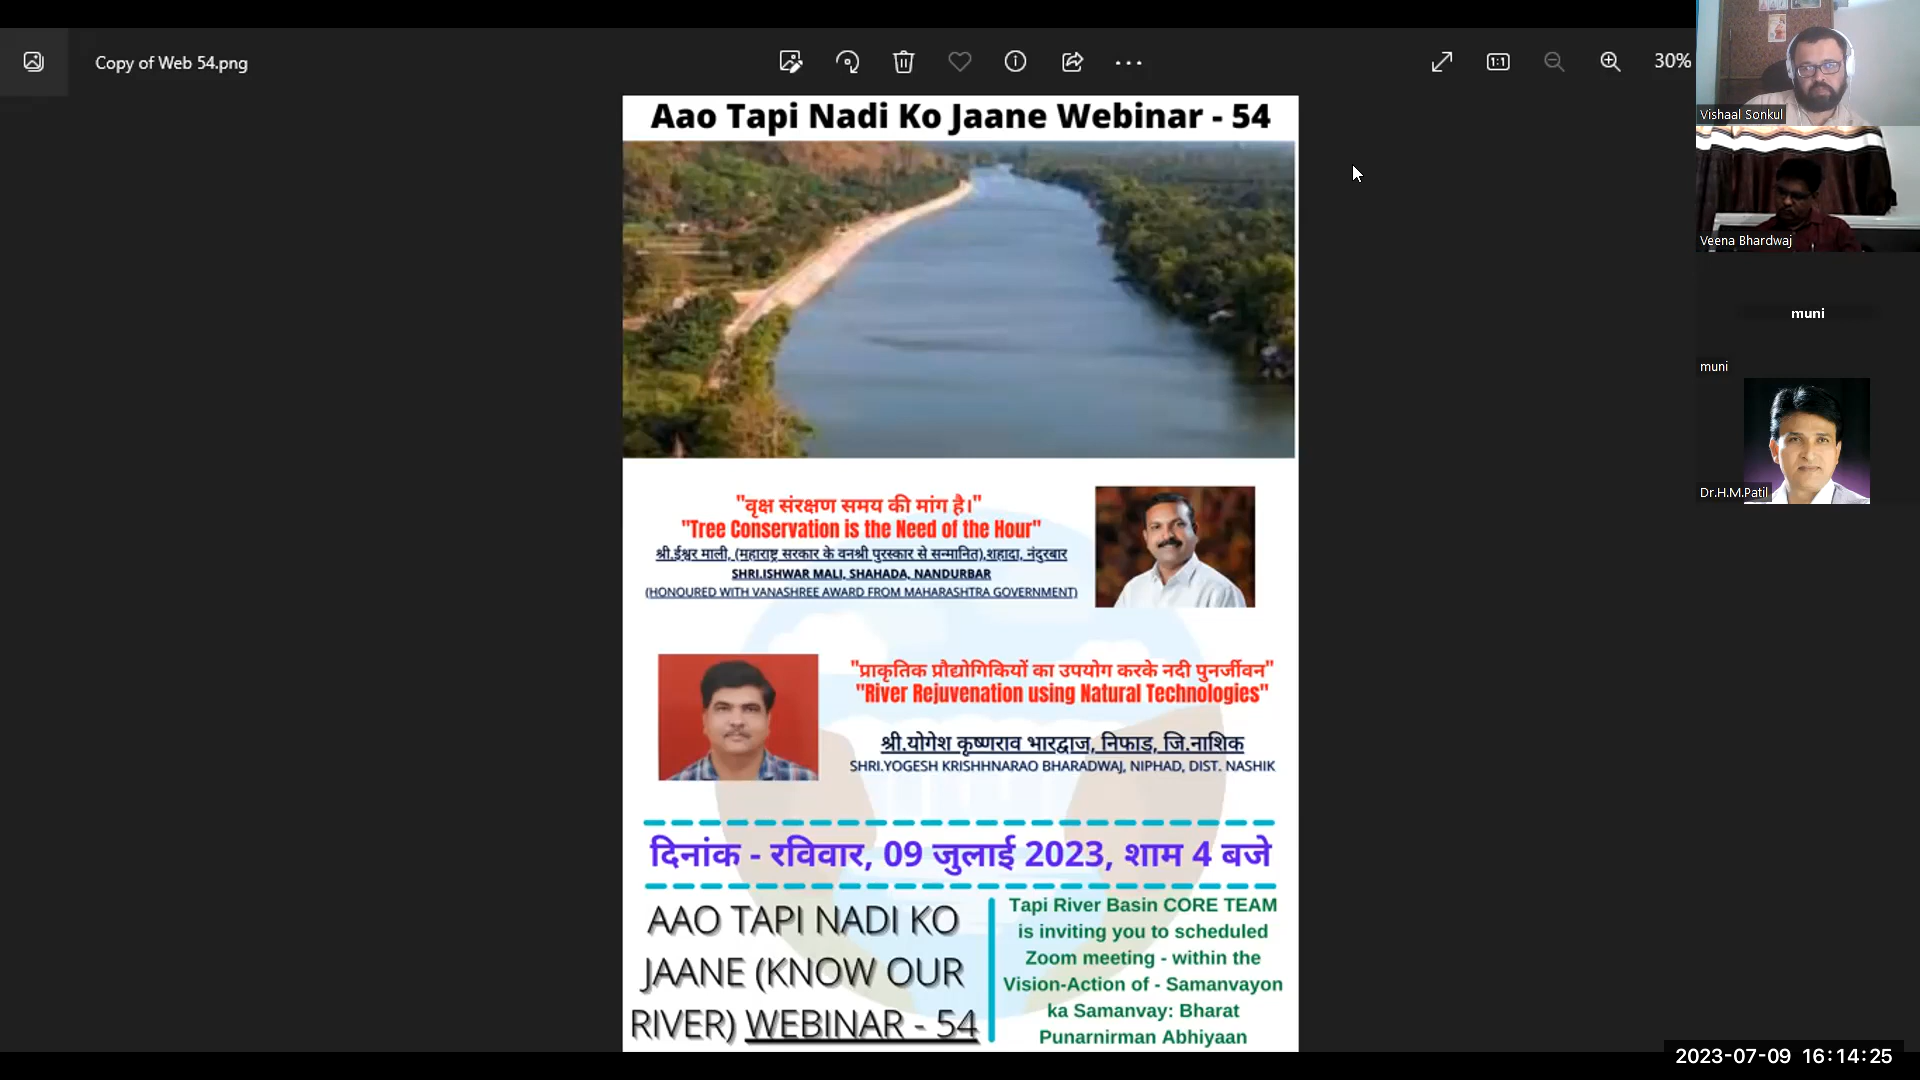 Copy of Web 54.png
30%
Aao Tapi Nadi Ko Jaane Webinar - 54
"वृक्ष संरक्षण समय की मांग है।"
"Tree Conservation is the Need of the Hour"
श्री.ईश्वर माली, (महाराष्ट्र सरकार के वनश्री पुरस्कार से सन्मानित),शहादा, नंदुरबार
SHRI.ISHWAR MALI, SHAHADA, NANDURBAR
(HONOURED WITH VANASHREE AWARD FROM MAHARASHTRA GOVERNMENT)
"प्राकृतिक प्रौद्योगिकियों का उपयोग करके नदी पुनर्जीवन"
"River Rejuvenation using Natural Technologies"
श्री.योगेश कृष्णराव भारद्वाज, निफाड, जि.नाशिक
SHRI.YOGESH KRISHHNARAO BHARADWAJ, NIPHAD, DIST. NASHIK
दिनांक - रविवार, 09 जुलाई 2023, शाम 4 बजे
AAO TAPI NADI KO
JAANE (KNOW OUR
RIVER) WEBINAR - 54
Tapi River Basin CORE TEAM
is inviting you to scheduled
Zoom meeting - within the
Vision-Action of - Samanvayon
ka Samanvay: Bharat
Punarnirman Abhiyaan
Vishaal Sonkul
Veena Bhardwaj
muni
muni
Dr.H.M.Patil
2023-07-09 16:14:25